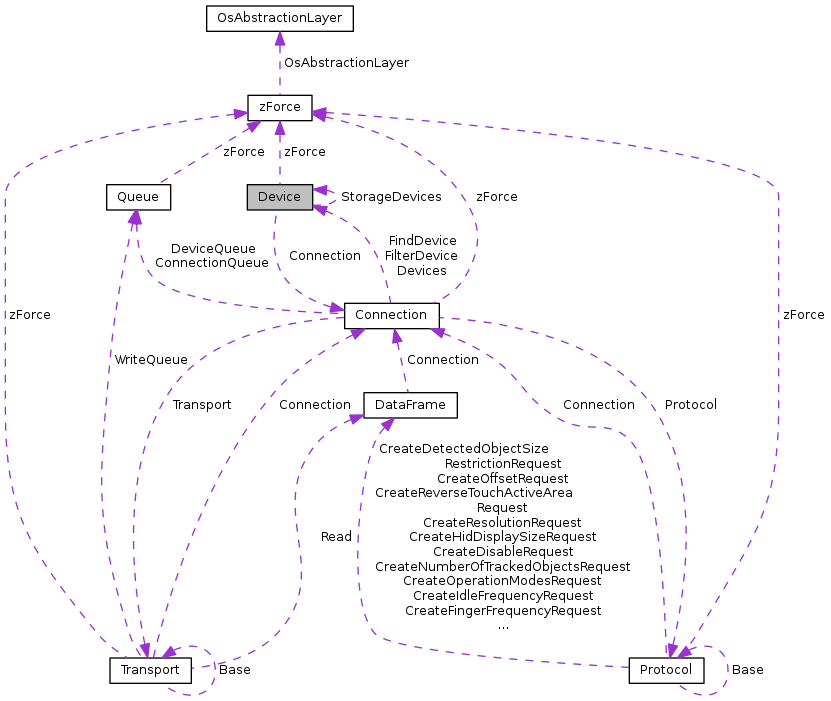 OsAbstractionLayer
OsAbstractionLayer
zForce
zForce
zForce
Queue
Device
StorageDevices
zForce
DeviceQueue
ConnectionQueue
Connection
FindDevice
FilterDevice
Devices
zForce
Connection
zForce
WriteQueue
Connection
Transport
Connection
DataFrame
Connection
Protocol
CreateDetectedObjectSize
RestrictionRequest
CreateOffsetRequest
CreateReverseTouchActiveArea
Request
CreateResolutionRequest
CreateHidDisplaySizeRequest
CreateDisableRequest
CreateNumberOfTrackedObjectsRequest
CreateOperationModesRequest
CreateIdleFrequencyRequest
CreateFingerFrequencyRequest
...
Read
Transport
Base
Protocol
Base